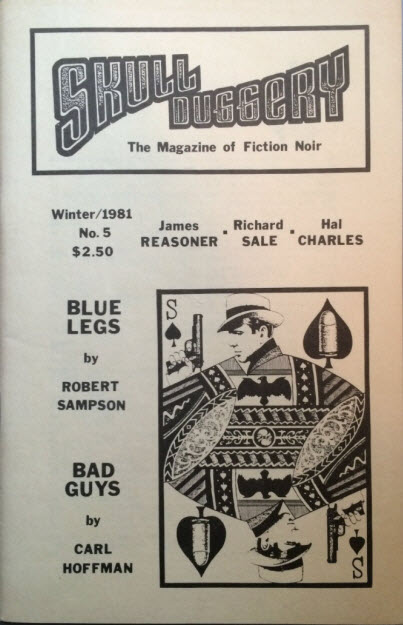 SKULL
DUGGERY
The Magazine of Fiction Noir
Winter/1981
No. 5
$2.50
James
REASONER
Richard
SALE
Hal
CHARLES
BLUE
LEGS
by
ROBERT
SAMPSON
BAD
GUYS
by
CARL
HOFFMAN
S
S